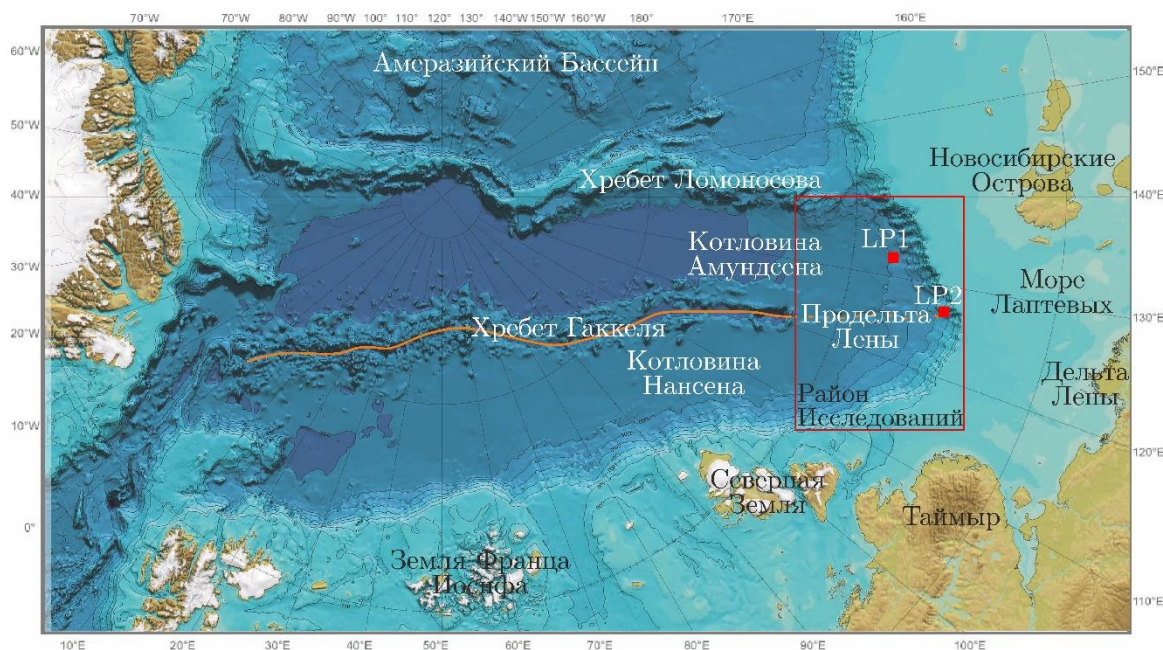 70°W 70°W 80°W 90°W 100° 110° 120° 130° 140°W 150°W 160°W 180° 170°E 160°E
60°W
Амеразийский Бассейн
150°E
50°W
Новосибирские
Острова
Хребет Ломоносова
40°W
140°E
Котловина
Амундсена
LP1
30°W
Море
Лаптевых
LP2
130°E
Хребет Гаккеля
Продельта
Лены
20°W
Котловина
Нансена
Дельта
Лены
Район
Исследований
10°W
120°E
Северная
Земля
Таймыр
0°
Земля Франца
Иосифа
110°E
10°E 20°E 30°E 40°E 50°E 60°E 70°E 80°E 90°E 100°E